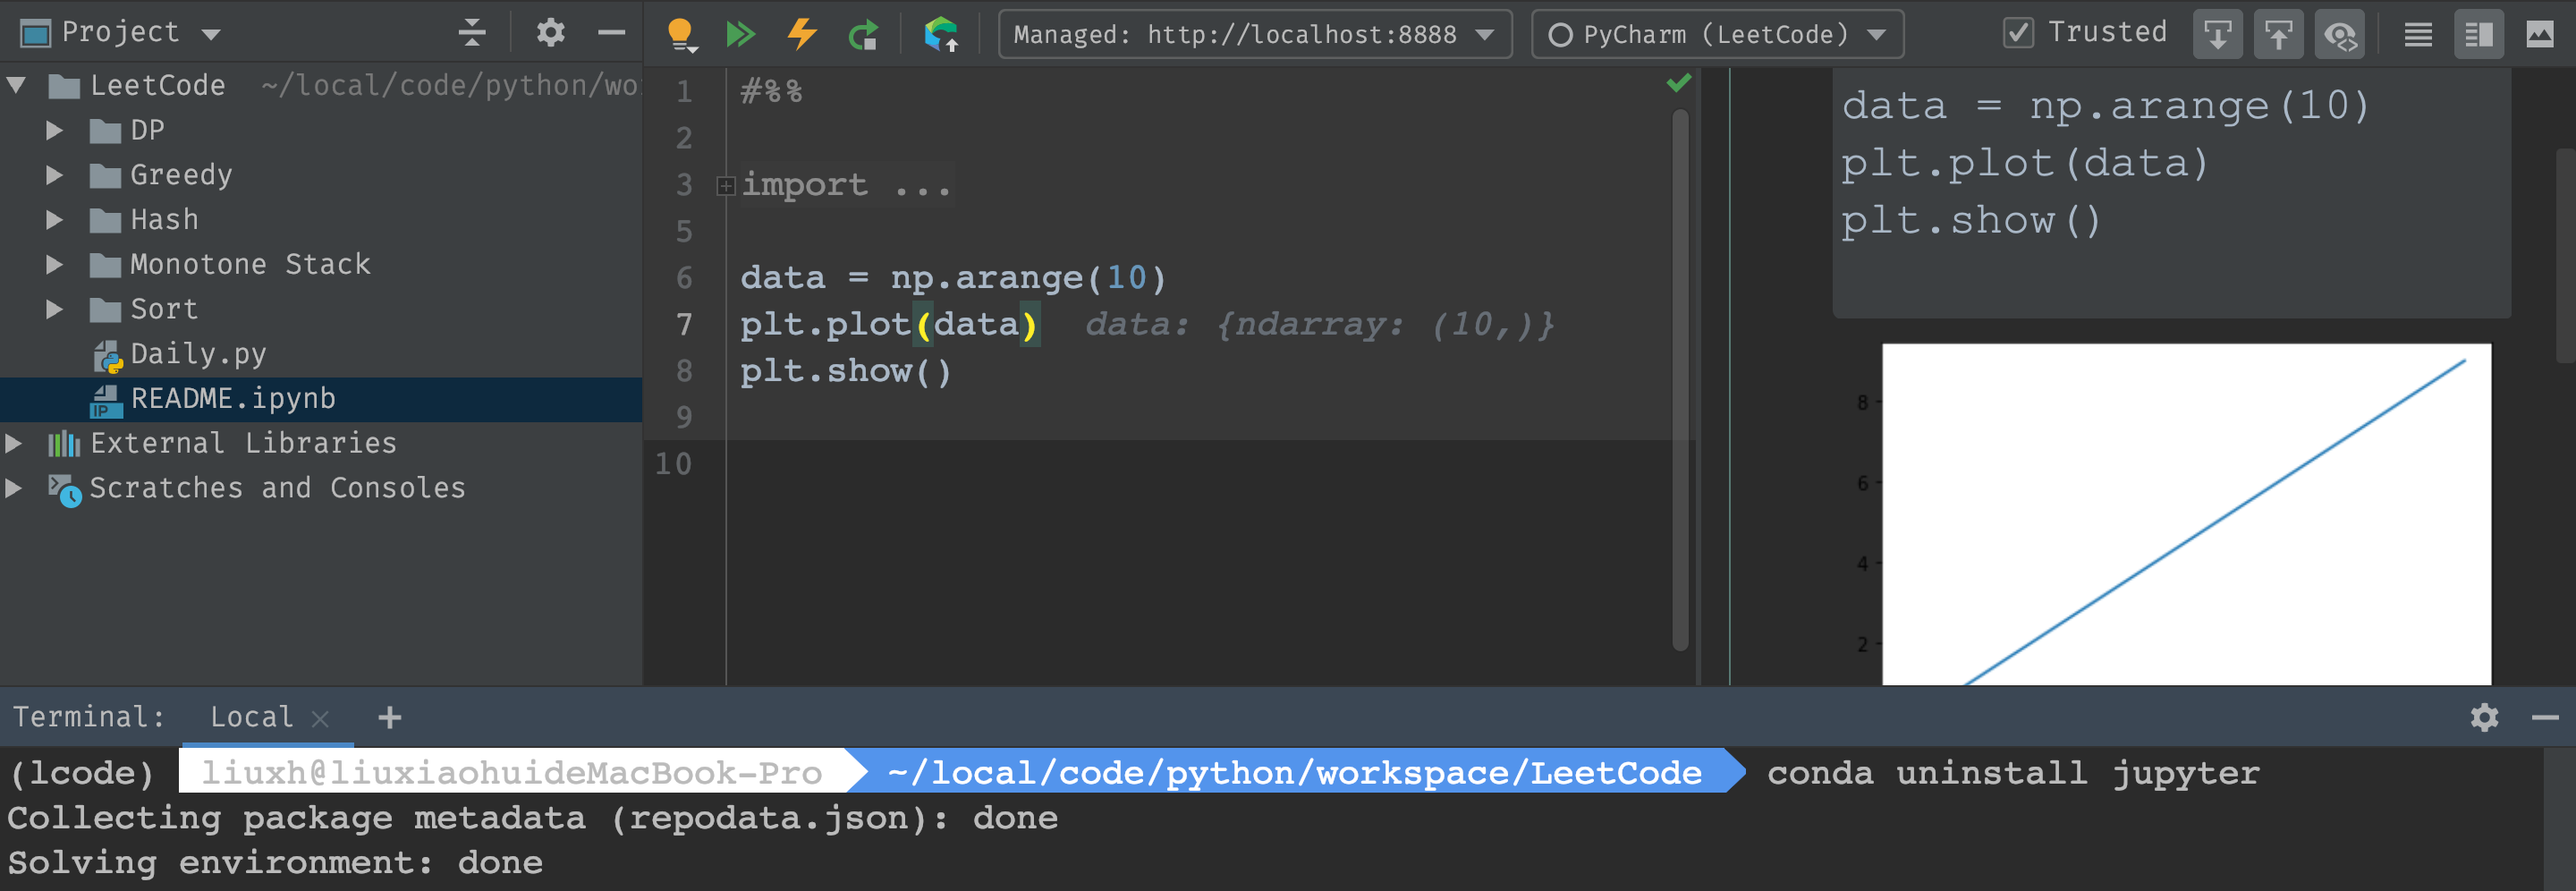 Project
Managed: http://localhost:8888
PyCharm (LeetCode)
Trusted
LeetCode ~/local/code/python/wo
DP
Greedy
Hash
Monotone Stack
Sort
Daily.py
IP README.ipynb
External Libraries
Scratches and Consoles
1 #%%
2
3 import ...
5
6 data = np.arange(10)
7 plt.plot(data) data: {ndarray: (10,)}
8 plt.show()
9
10
data = np.arange(10)
plt.plot(data)
plt.show()
8
6
4
2
Terminal: Local × +
(lcode) liuxh@liuxiaohuideMacBook-Pro ~/local/code/python/workspace/LeetCode conda uninstall jupyter
Collecting package metadata (repodata.json): done
Solving environment: done